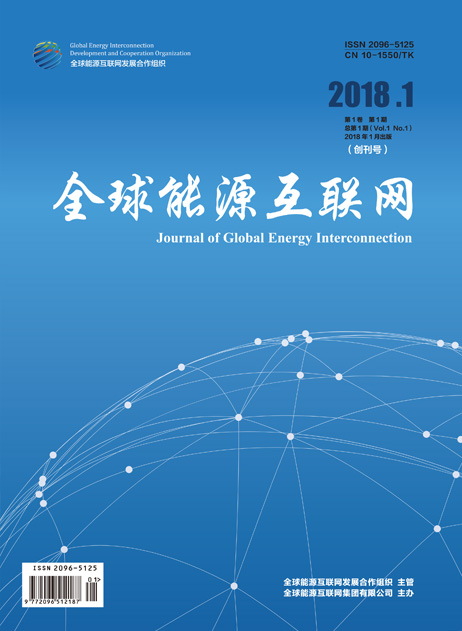 Global Energy Interconnection
Development and Cooperation Organization
全球能源互联网发展合作组织
ISSN 2096-5125
CN 10-1550/TK
2018.1
第1卷 第1期
总第1期(Vol.1 No.1)
2018年1月出版
(创刊号)
全球能源互联网
Journal of Global Energy Interconnection
ISSN 2096-5125
01>
9 772096 512187
全球能源互联网发展合作组织 主管
全球能源互联网集团有限公司 主办